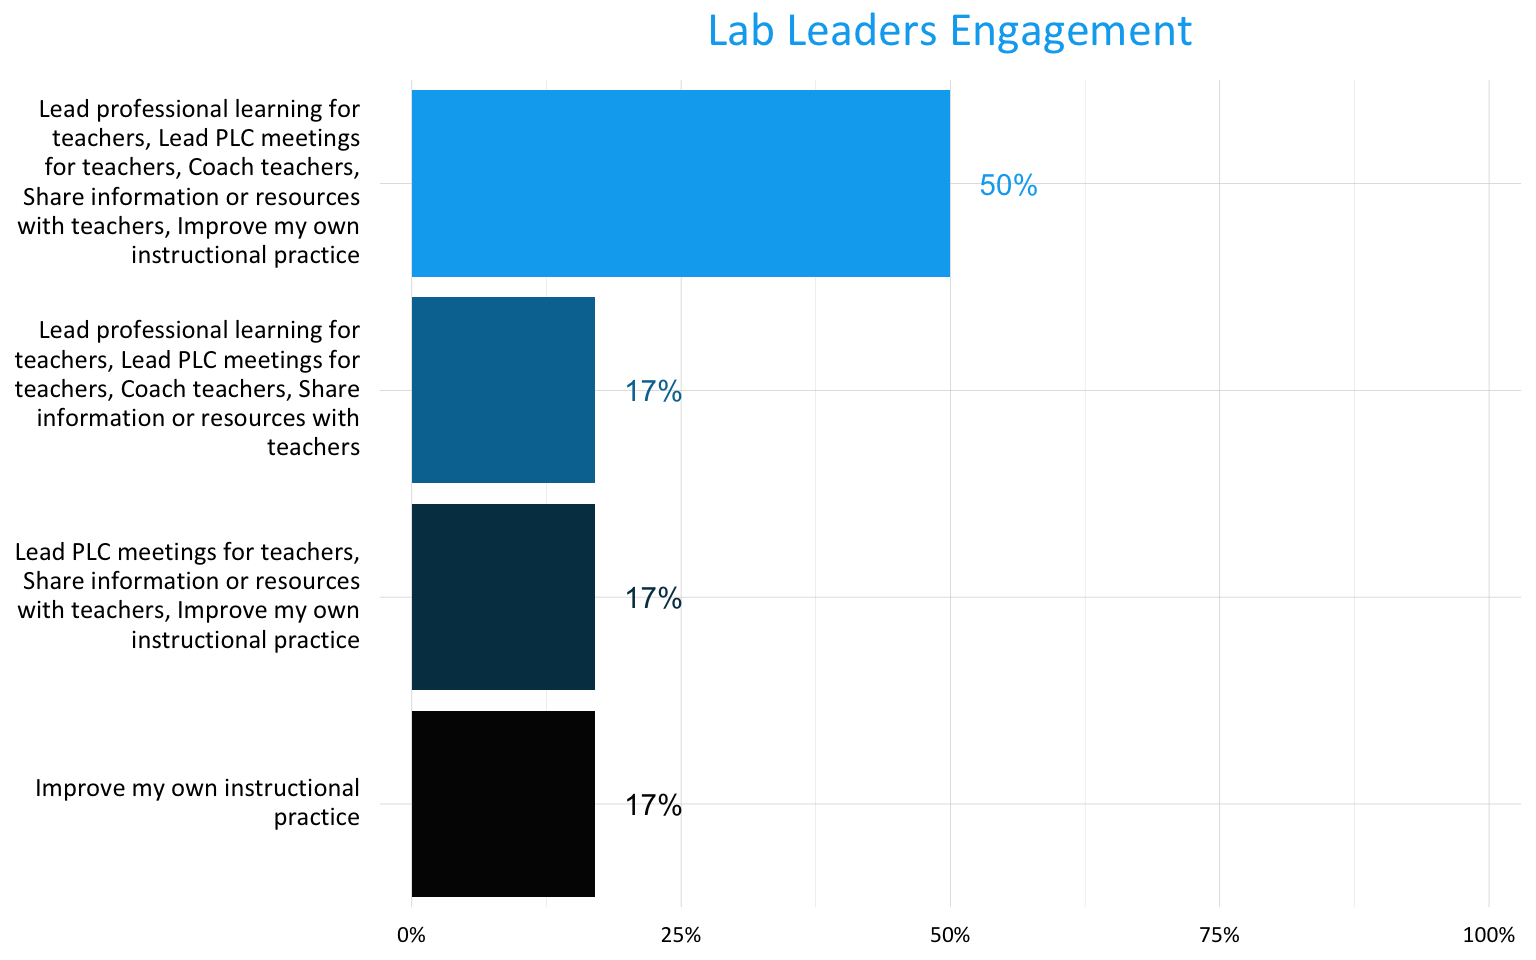 Lab Leaders Engagement
Lead professional learning for
teachers, Lead PLC meetings
for teachers, Coach teachers,
Share information or resources
with teachers, Improve my own
instructional practice
50%
Lead professional learning for
teachers, Lead PLC meetings for
teachers, Coach teachers, Share
information or resources with
teachers
17%
Lead PLC meetings for teachers,
Share information or resources
with teachers, Improve my own
instructional practice
17%
Improve my own instructional
practice
17%
0% 25% 50% 75% 100%